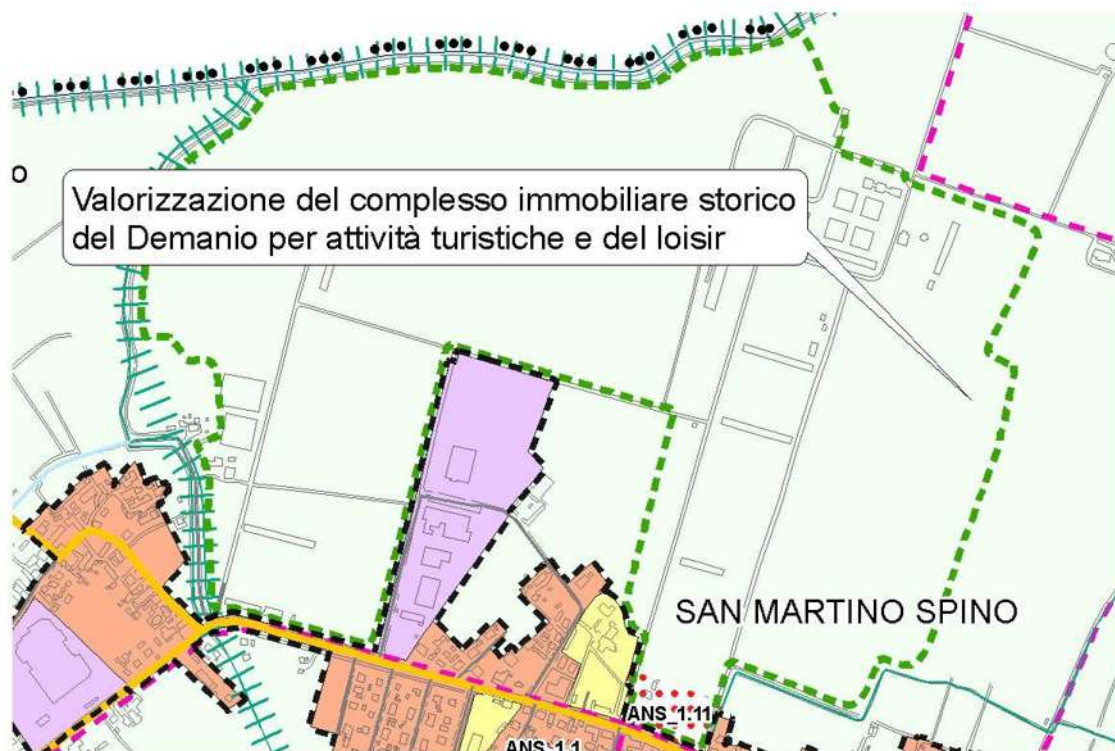 o
Valorizzazione del complesso immobiliare storico
del Demanio per attività turistiche e del loisir
SAN MARTINO SPINO
ANS_1.11
ANS_1.1